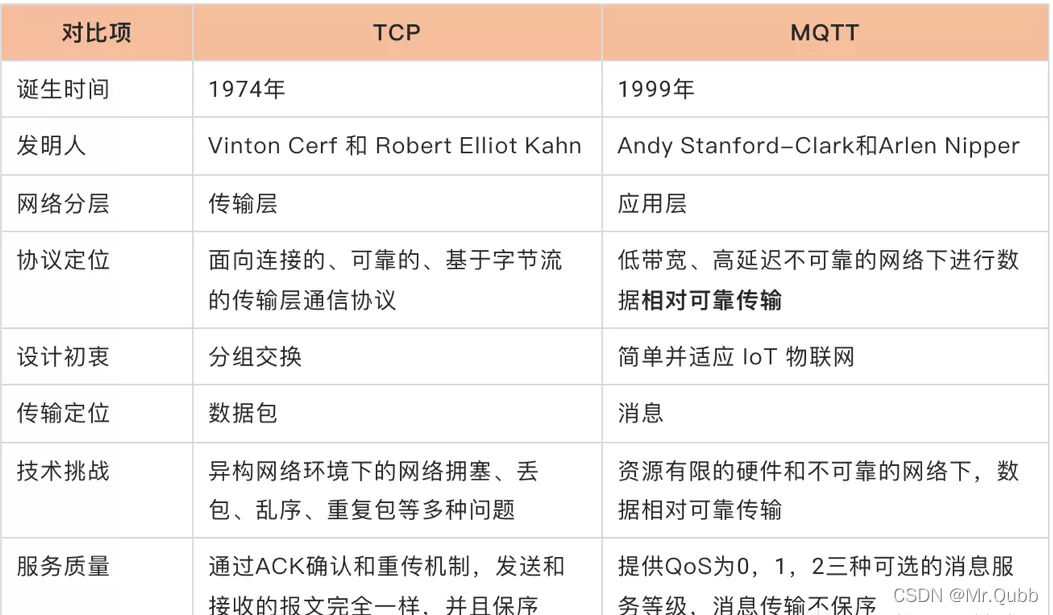 对比项 TCP MQTT
诞生时间 1974年 1999年
发明人 Vinton Cerf 和 Robert Elliot Kahn Andy Stanford-Clark和Arlen Nipper
网络分层 传输层 应用层
协议定位 面向连接的、可靠的、基于字节流 低带宽、高延迟不可靠的网络下进行数
的传输层通信协议 据相对可靠传输
设计初衷 分组交换 简单并适应 IoT 物联网
传输定位 数据包 消息
技术挑战 异构网络环境下的网络拥塞、丢 资源有限的硬件和不可靠的网络下，数
包、乱序、重复包等多种问题 据相对可靠传输
服务质量 通过ACK确认和重传机制，发送和 提供QoS为0，1，2三种可选的消息服
接收的报文完全一样，并且保序 务等级，消息传输不保序
CSDN @Mr.Qubb